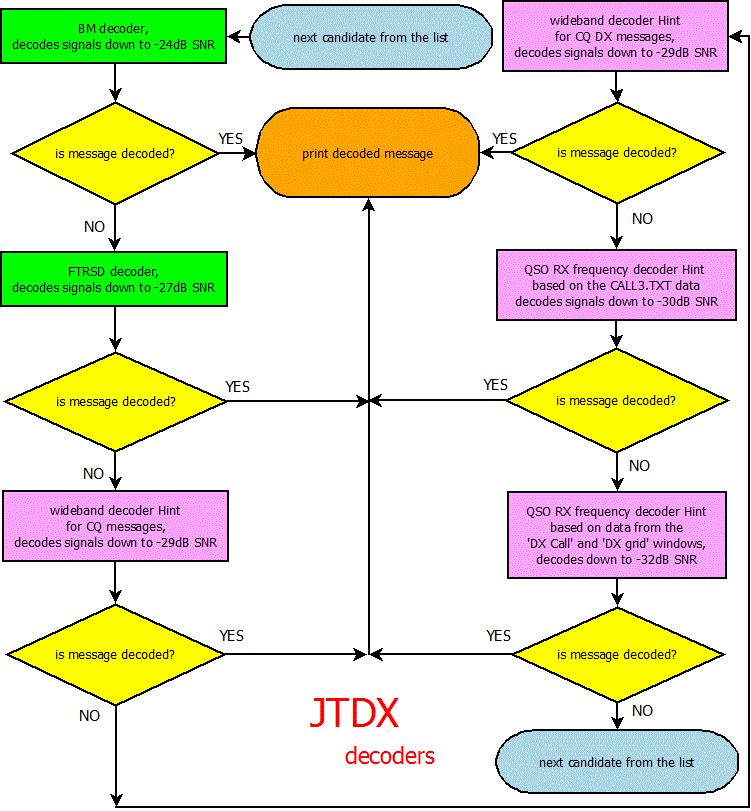 BM decoder,
decodes signals down to -24dB SNR
next candidate from the list
wideband decoder Hint
for CQ DX messages,
decodes signals down to -29dB SNR
is message decoded?
YES
print decoded message
YES
is message decoded?
NO
NO
FTRSD decoder,
decodes signals down to -27dB SNR
QSO RX frequency decoder Hint
based on the CALL3.TXT data
decodes signals down to -30dB SNR
is message decoded?
YES
YES
is message decoded?
NO
NO
wideband decoder Hint
for CQ messages,
decodes signals down to -29dB SNR
QSO RX frequency decoder Hint
based on data from the
'DX Call' and 'DX grid' windows,
decodes down to -32dB SNR
is message decoded?
YES
YES
is message decoded?
NO
NO
JTDX
decoders
next candidate from the list